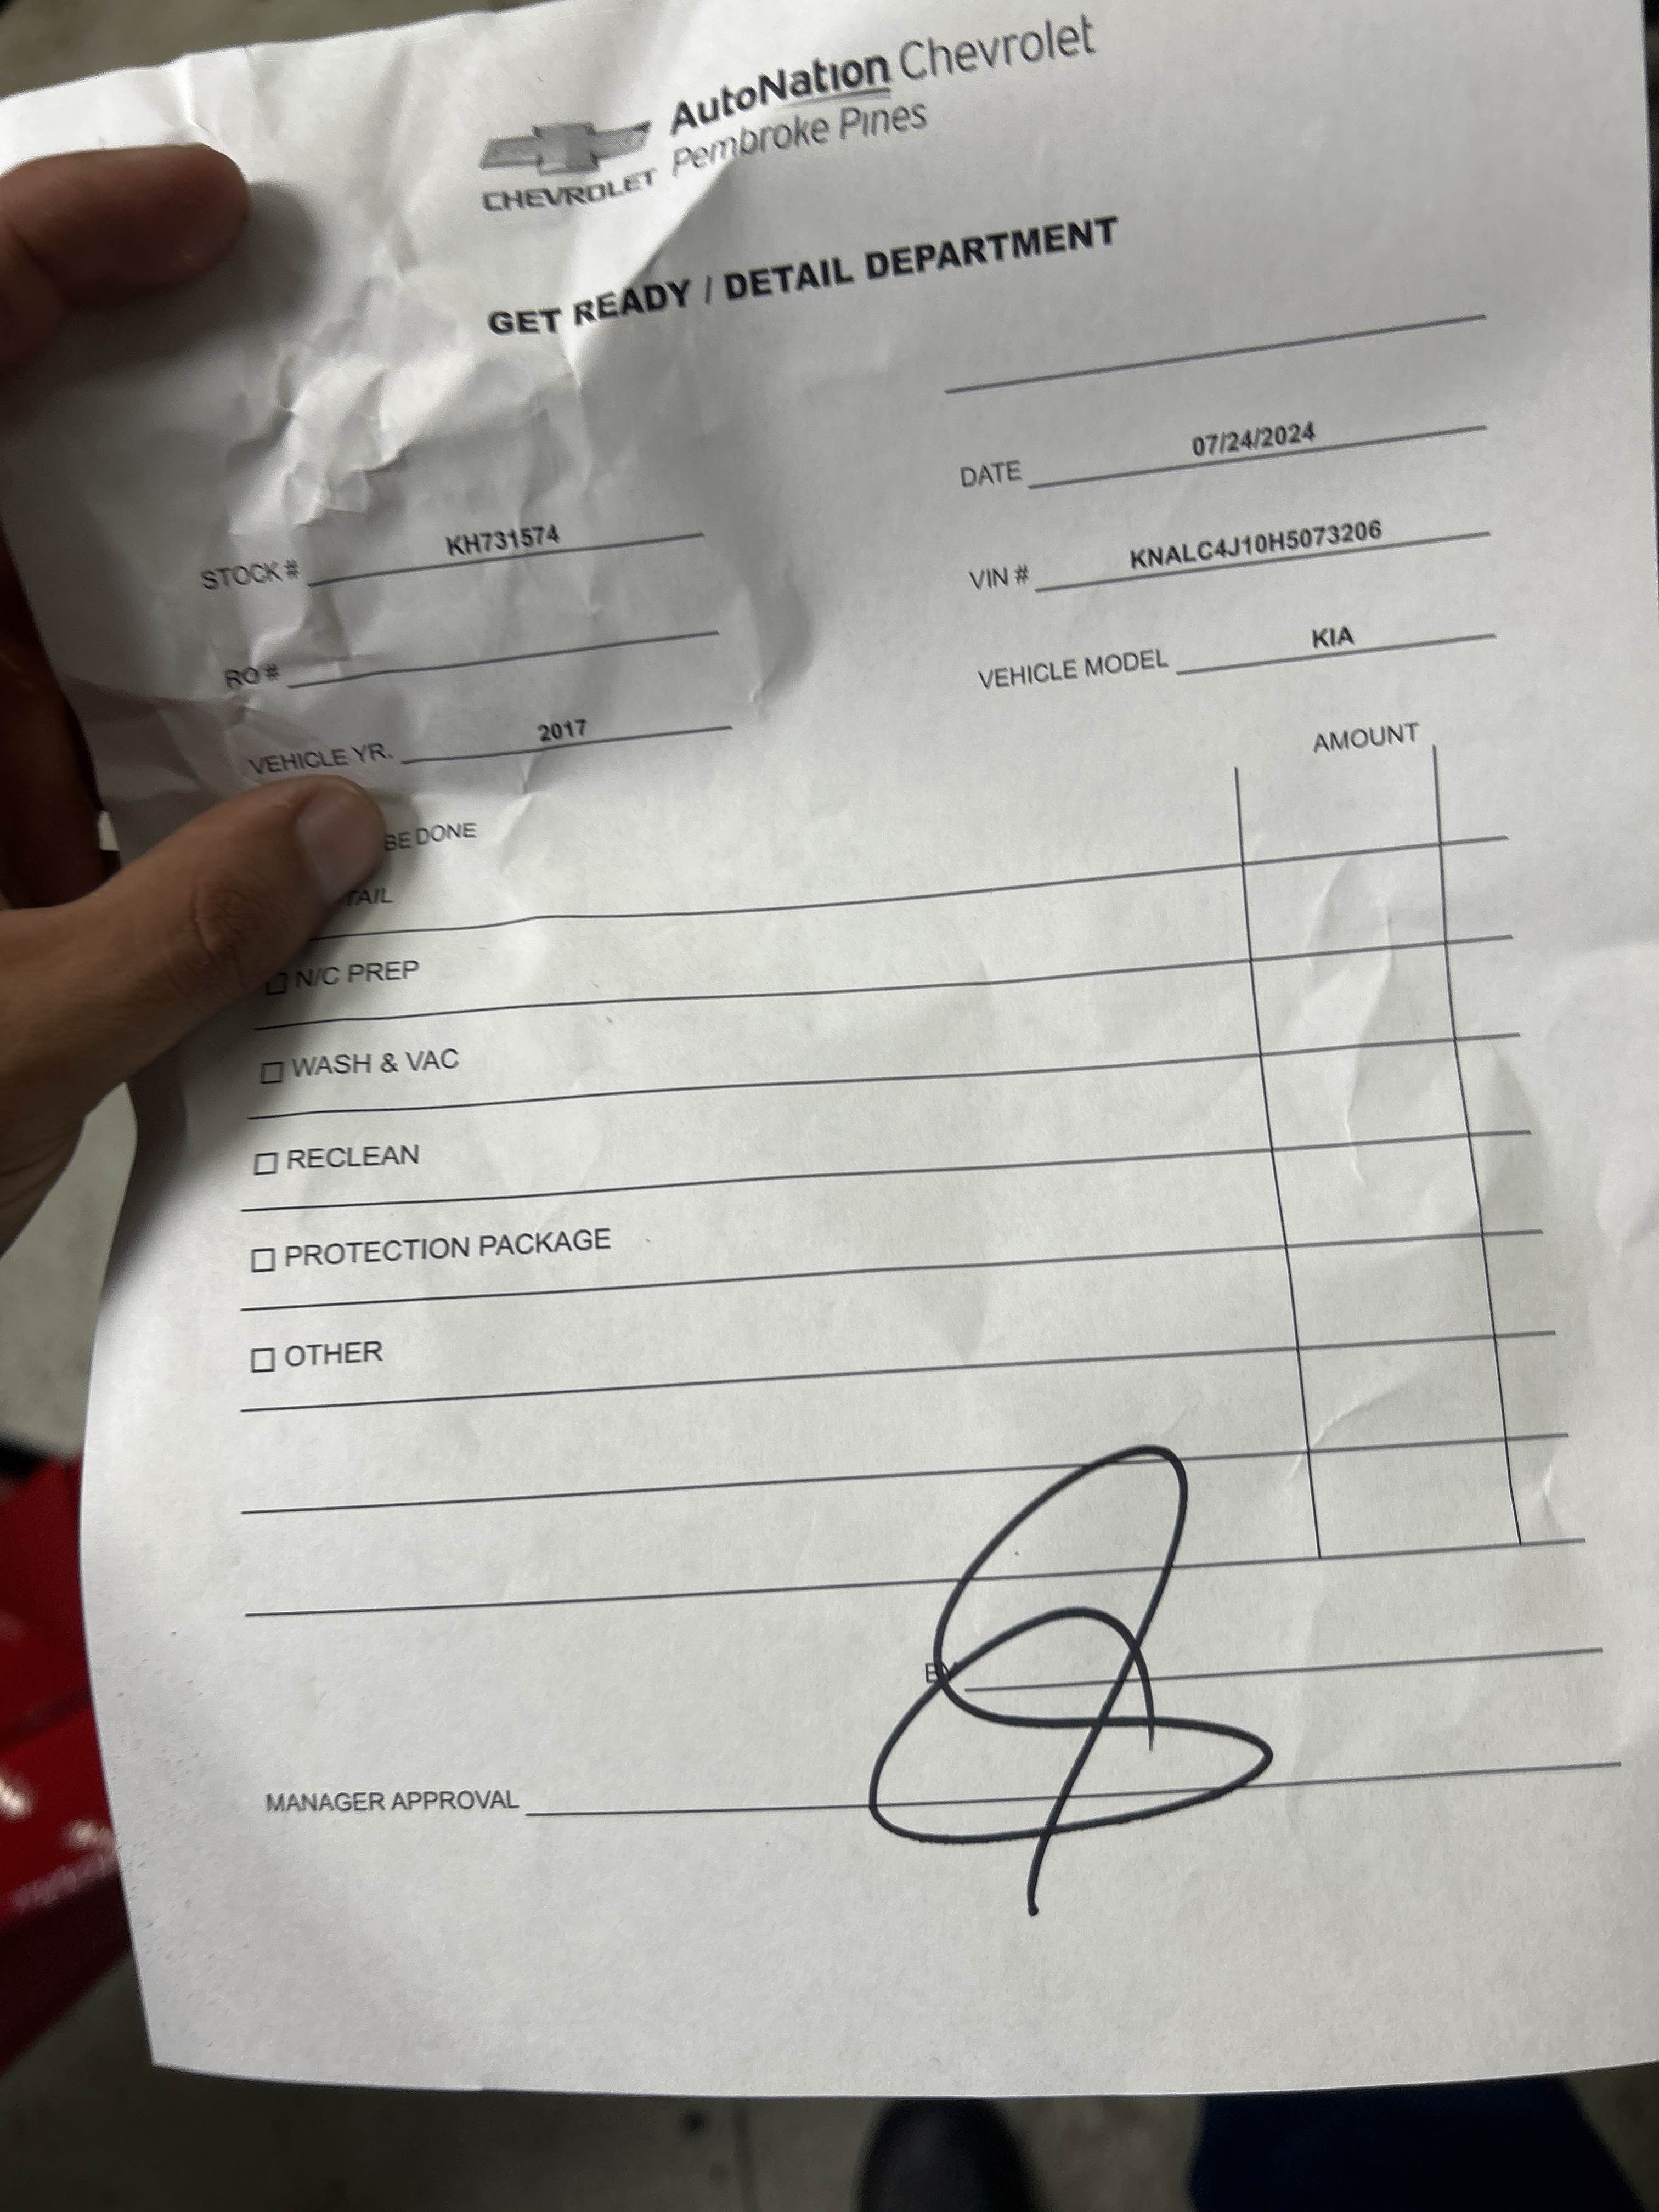 AutoNation Chevrolet
Pembroke Pines
CHEVROLET
GET READY / DETAIL DEPARTMENT
DATE 07/24/2024
STOCK # KH731574
VIN # KNALC4J10H5073206
RO #
VEHICLE MODEL KIA
VEHICLE YR. 2017
AMOUNT
BE DONE
TAIL
N/C PREP
WASH & VAC
RECLEAN
PROTECTION PACKAGE
OTHER
MANAGER APPROVAL